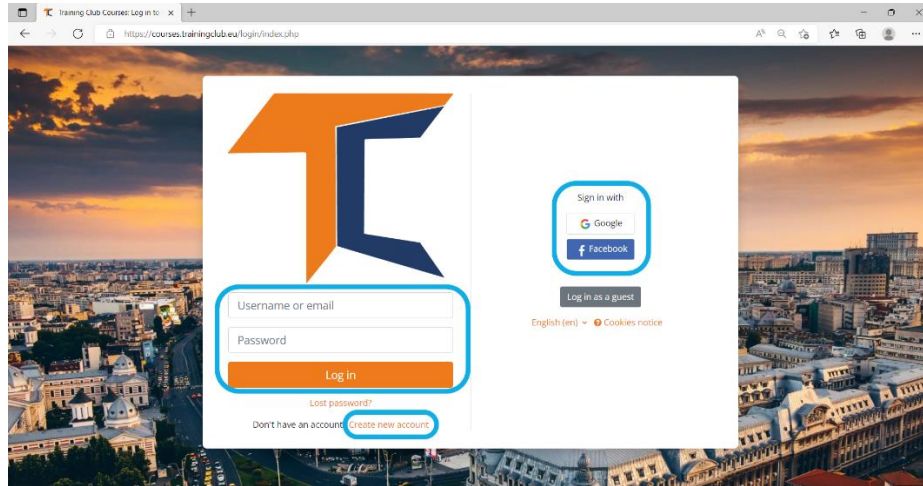 Training Club Courses: Log in to
https://courses.trainingclub.eu/login/index.php
TC
Username or email
Password
Log in
Lost password?
Don't have an account Create new account
Sign in with
Google
Facebook
Log in as a guest
English (en)
Cookies notice